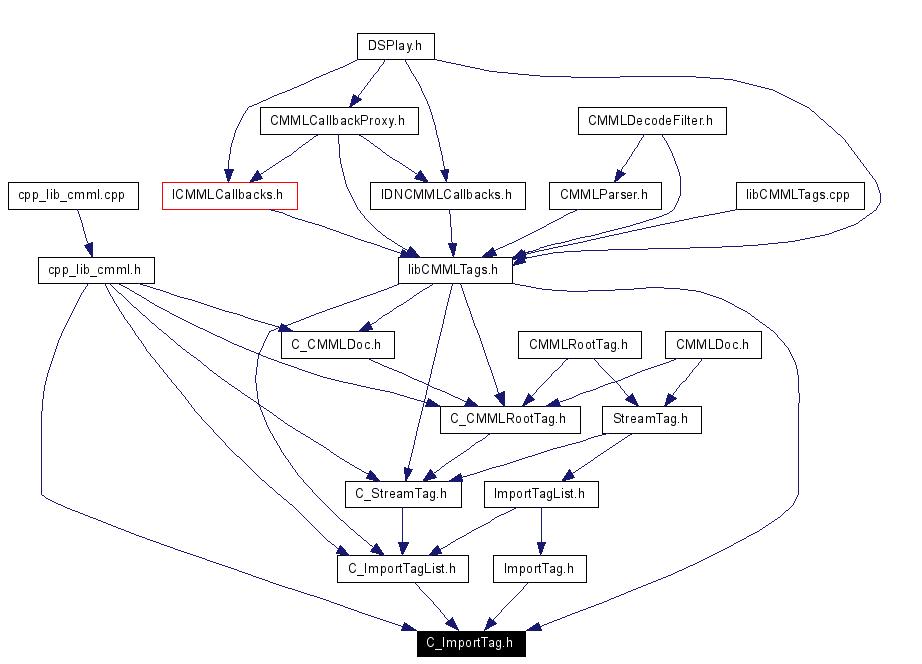 DSPlay.h
CMMLCallbackProxy.h
CMMLDecodeFilter.h
cpp_lib_cmml.cpp
ICMMLCallbacks.h
IDNCMMLCallbacks.h
CMMLParser.h
libCMMLTags.cpp
cpp_lib_cmml.h
libCMMLTags.h
C_CMMLDoc.h
CMMLRootTag.h
CMMLDoc.h
C_CMMLRootTag.h
StreamTag.h
C_StreamTag.h
ImportTagList.h
C_ImportTagList.h
ImportTag.h
C_ImportTag.h